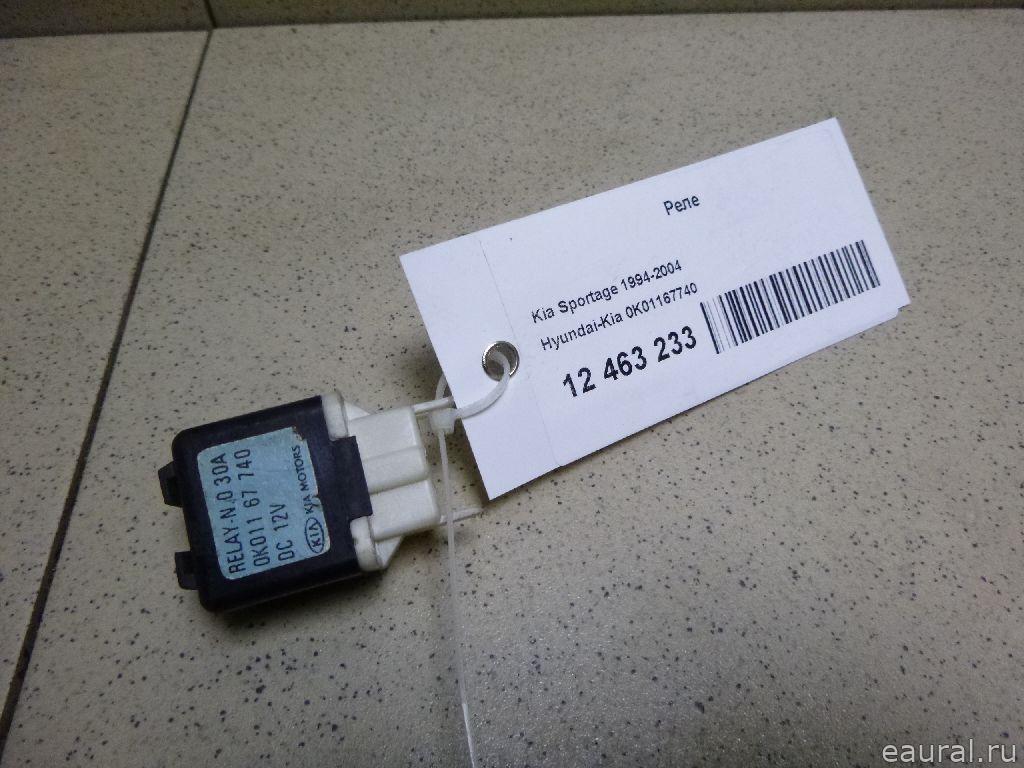 Реле
Kia Sportage 1994-2004
Hyundai-Kia 0K01167740
12 463 233
RELAY-N.O 30A
0K011 67 740
DC 12V
KIA KIA MOTORS
eaural.ru